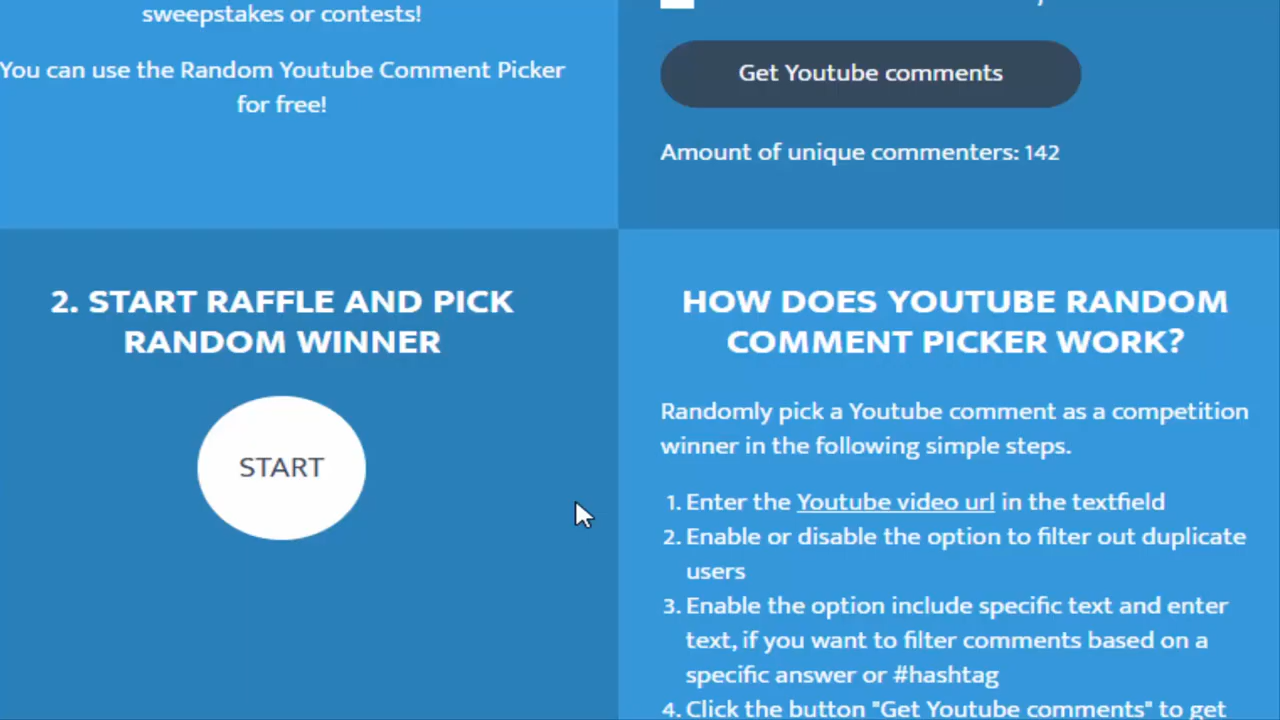 sweepstakes or contests!
You can use the Random Youtube Comment Picker
for free!
Get Youtube comments
Amount of unique commenters: 142
2. START RAFFLE AND PICK
RANDOM WINNER
START
HOW DOES YOUTUBE RANDOM
COMMENT PICKER WORK?
Randomly pick a Youtube comment as a competition
winner in the following simple steps.
1. Enter the Youtube video url in the textfield
2. Enable or disable the option to filter out duplicate
users
3. Enable the option include specific text and enter
text, if you want to filter comments based on a
specific answer or #hashtag
4. Click the button "Get Youtube comments" to get